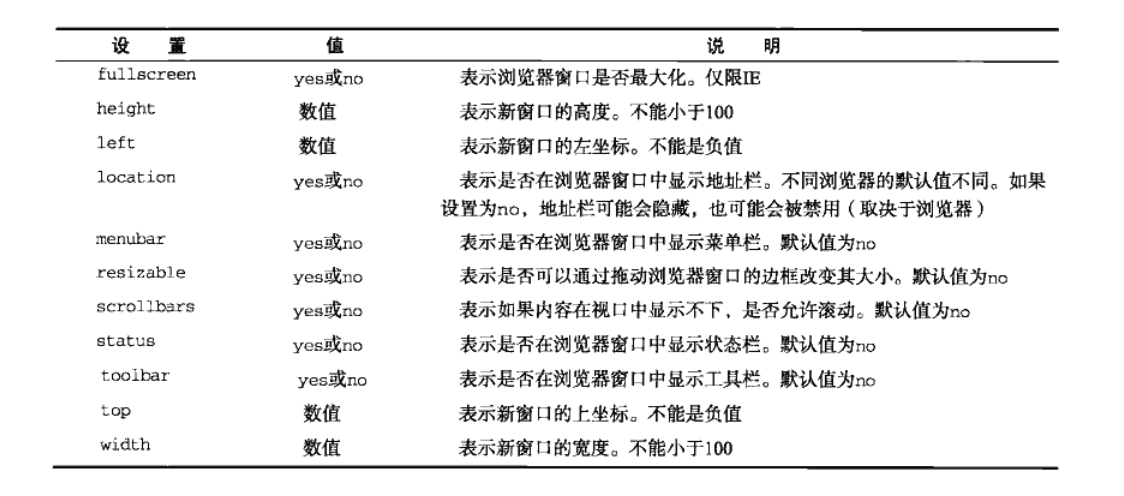 设 置 值 说 明
fullscreen yes或no 表示浏览器窗口是否最大化。仅限IE
height 数值 表示新窗口的高度。不能小于100
left 数值 表示新窗口的左坐标。不能是负值
location yes或no 表示是否在浏览器窗口中显示地址栏。不同浏览器的默认值不同。如果
设置为no，地址栏可能会隐藏，也可能会被禁用（取决于浏览器）
menubar yes或no 表示是否在浏览器窗口中显示菜单栏。默认值为no
resizable yes或no 表示是否可以通过拖动浏览器窗口的边框改变其大小。默认值为no
scrollbars yes或no 表示如果内容在视口中显示不下，是否允许滚动。默认值为no
status yes或no 表示是否在浏览器窗口中显示状态栏。默认值为no
toolbar yes或no 表示是否在浏览器窗口中显示工具栏。默认值为no
top 数值 表示新窗口的上坐标。不能是负值
width 数值 表示新窗口的宽度。不能小于100